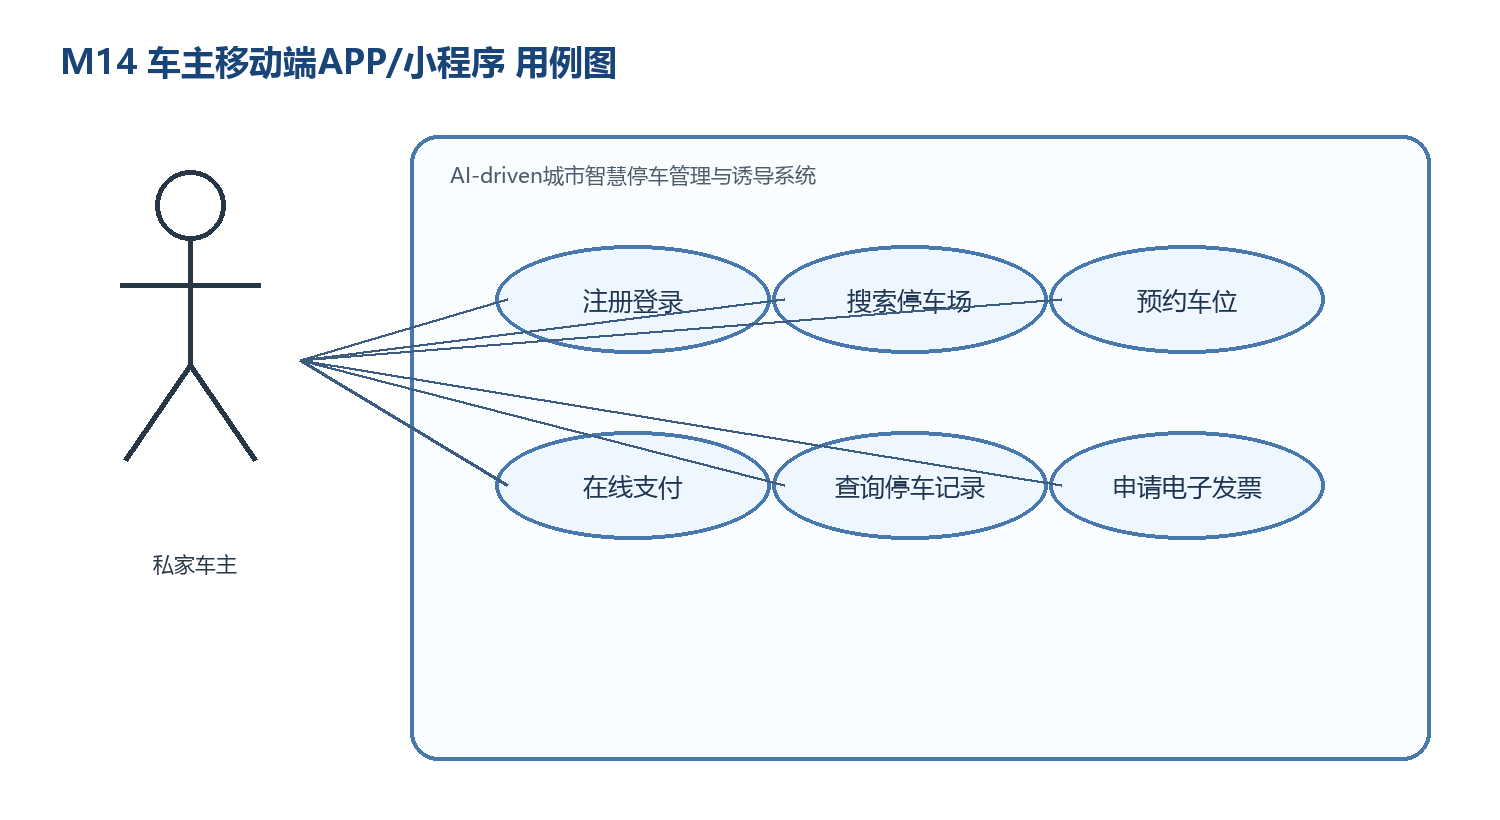 M14 车主移动端APP/小程序 用例图
AI-driven城市智慧停车管理与诱导系统
注册登录
搜索停车场
预约车位
在线支付
查询停车记录
申请电子发票
私家车主